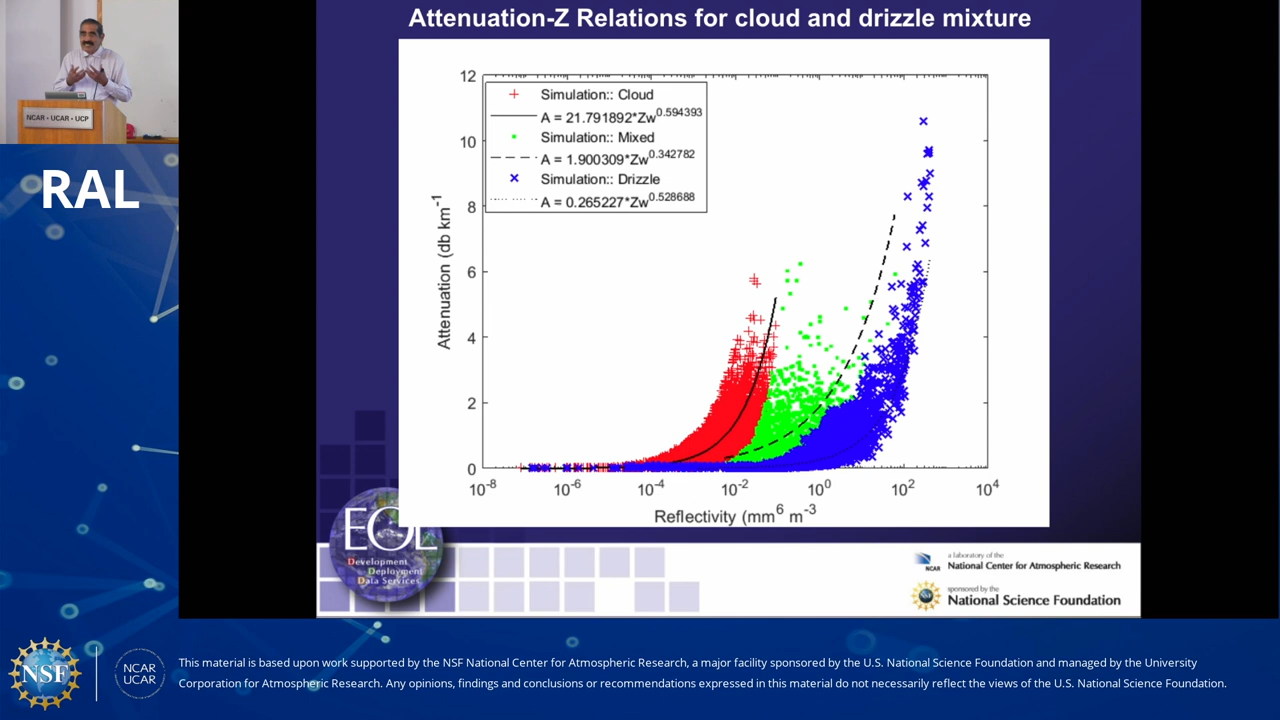 Attenuation-Z Relations for cloud and drizzle mixture
NCAR • UCAR • UCP
RAL
12
10
8
6
4
2
0
Attenuation (db km-1
Simulation:: Cloud
A = 21.791892*Zw0.594393
Simulation:: Mixed
A = 1.900309*Zw0.342782
Simulation:: Drizzle
A = 0.265227*Zw0.528688
10-8 10-6 10-4 10-2 100 102 104
Reflectivity (mm6 m-3
EOL
Development
Deployment
Data Services
NCAR
a laboratory of the
National Center for Atmospheric Research
sponsored by the
National Science Foundation
NSF
NCAR
UCAR
This material is based upon work supported by the NSF National Center for Atmospheric Research, a major facility sponsored by the U.S. National Science Foundation and managed by the University
Corporation for Atmospheric Research. Any opinions, findings and conclusions or recommendations expressed in this material do not necessarily reflect the views of the U.S. National Science Foundation.